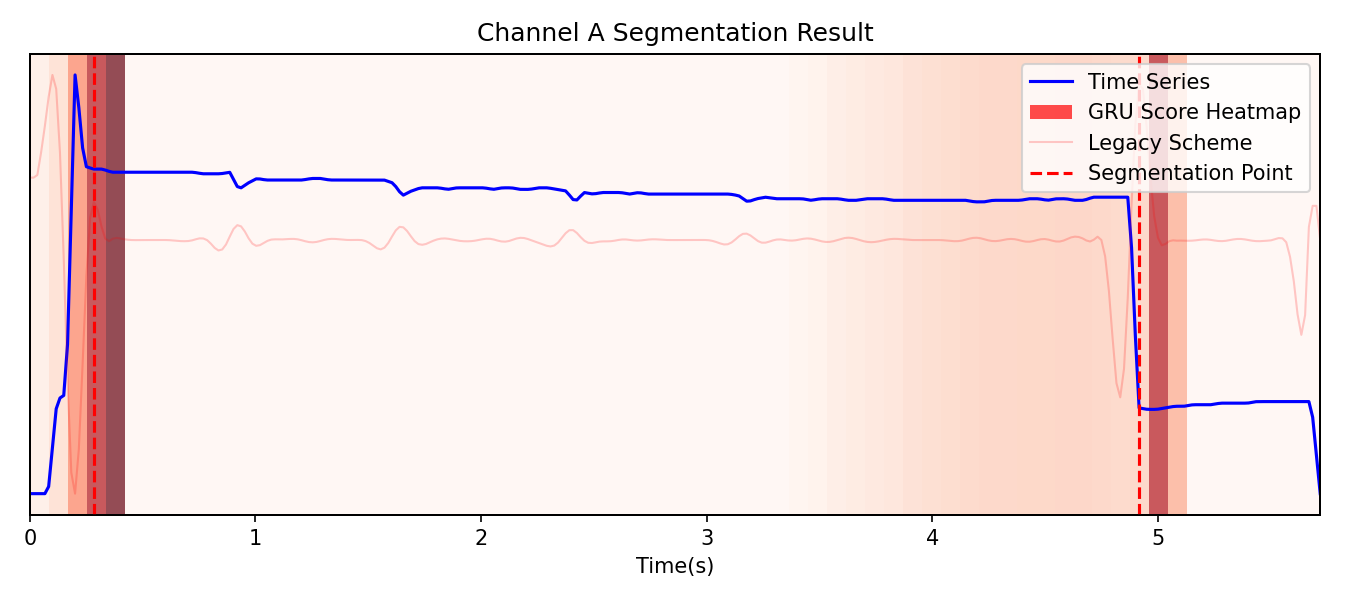 Channel A Segmentation Result
Time Series
GRU Score Heatmap
Legacy Scheme
Segmentation Point
0 1 2 3 4 5
Time(s)